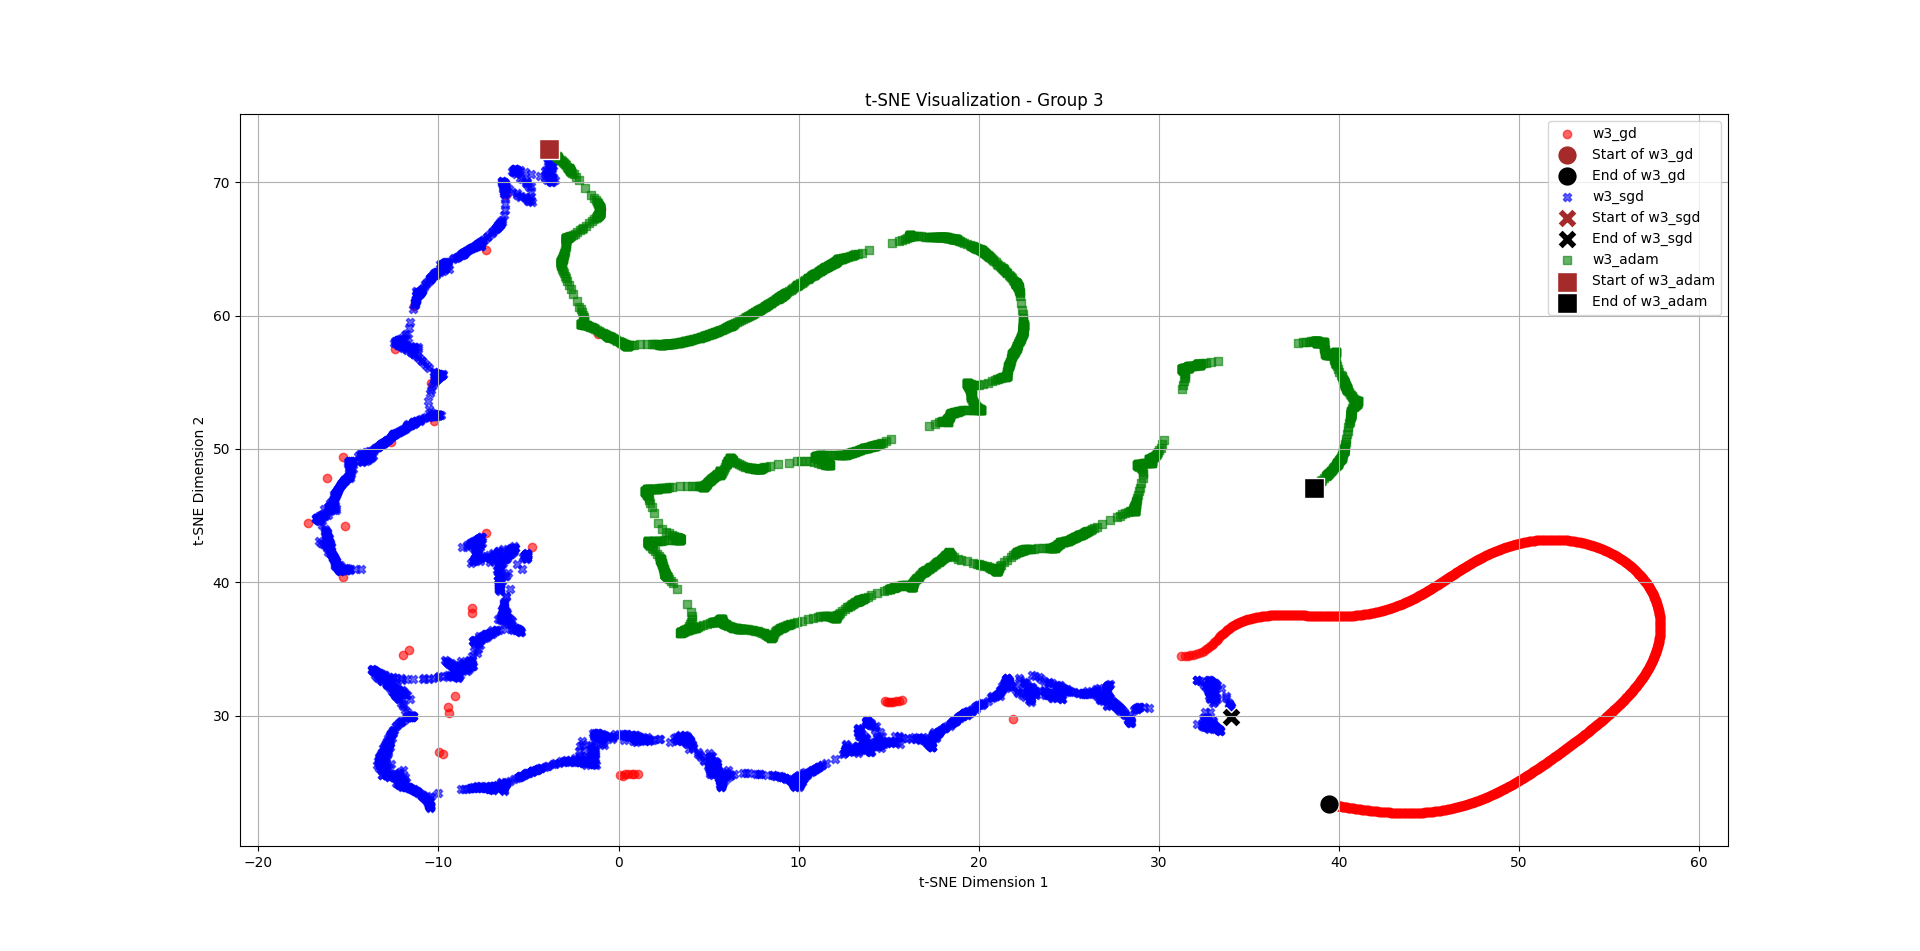 t-SNE Visualization - Group 3
w3_gd
Start of w3_gd
End of w3_gd
w3_sgd
Start of w3_sgd
End of w3_sgd
w3_adam
Start of w3_adam
End of w3_adam
t-SNE Dimension 2
70
60
50
40
30
−20 −10 0 10 20 30 40 50 60
t-SNE Dimension 1